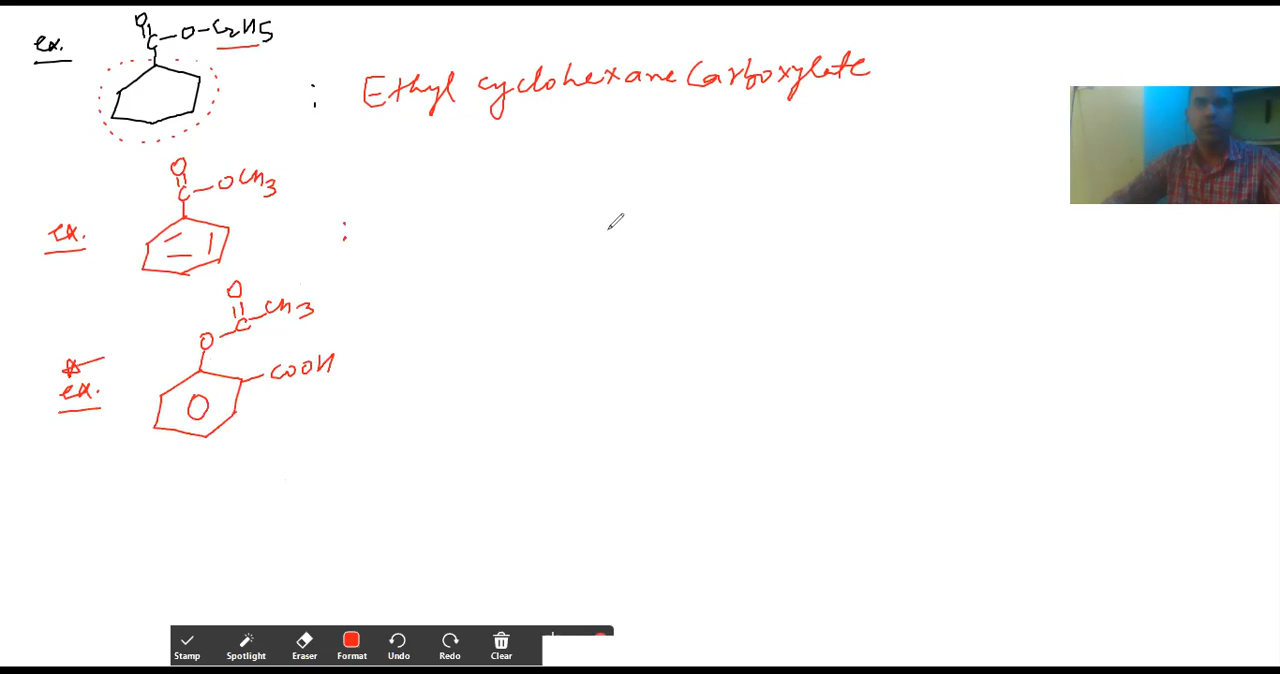 ex.
O
C-O-C2H5
: Ethyl cyclohexane Carboxylate
O
C-OCH3
ex.
:
O
C CH3
O
COOH
ex.
O
Stamp Spotlight Eraser Format Undo Redo Clear